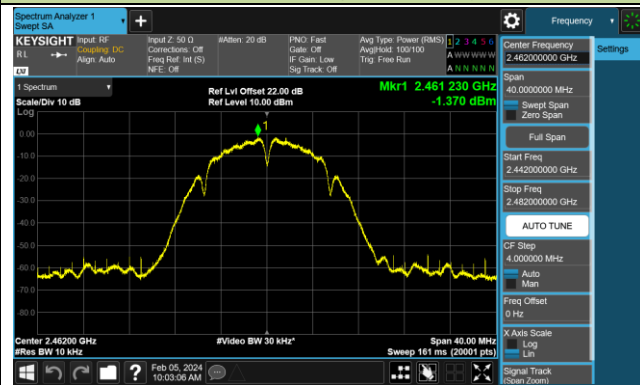 Spectrum Analyzer 1
Swept SA
Frequency
KEYSIGHT
Input: RF
Coupling: DC
Align: Auto
RL
LXI
Input Z: 50 Ω
Corrections: Off
Freq Ref: Int (S)
NFE: Off
#Atten: 20 dB
PNO: Fast
Gate: Off
IF Gain: Low
Sig Track: Off
Avg Type: Power (RMS)
Avg|Hold: 100/100
Trig: Free Run
1 2 3 4 5 6
A W W W W W
A N N N N N
1 Spectrum
Scale/Div 10 dB
Log
Ref Lvl Offset 22.00 dB
Ref Level 10.00 dBm
Mkr1 2.461 230 GHz
-1.370 dBm
1
0.00
-10.0
-20.0
-30.0
-40.0
-50.0
-60.0
-70.0
-80.0
Center 2.46200 GHz
#Res BW 10 kHz
#Video BW 30 kHz*
Span 40.00 MHz
Sweep 161 ms (20001 pts)
Feb 05, 2024
10:03:06 AM
Center Frequency
2.462000000 GHz
Settings
Span
40.0000000 MHz
Swept Span
Zero Span
Full Span
Start Freq
2.442000000 GHz
Stop Freq
2.482000000 GHz
AUTO TUNE
CF Step
4.000000 MHz
Auto
Man
Freq Offset
0 Hz
X Axis Scale
Log
Lin
Signal Track
(Span Zoom)